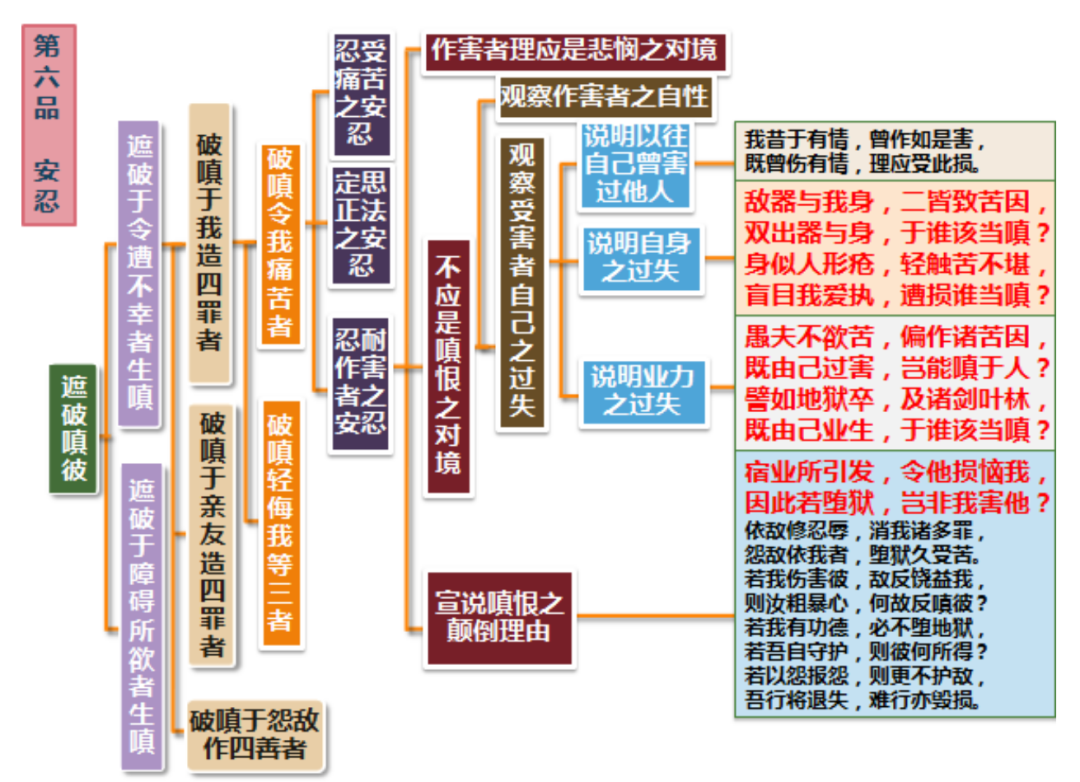 第六品 安忍
遮破嗔彼
遮破于令遭不幸者生嗔
遮破于障碍所欲者生嗔
破嗔于我造四罪者
破嗔于亲友造四罪者
破嗔于怨敌
作四善者
破嗔令我痛苦者
破嗔轻侮我等三者
忍受
痛苦
之安
忍
定思
正法
之安
忍
忍耐
作害
者之
安忍
作害者理应是悲悯之对境
不应是嗔恨之对境
宣说嗔恨之
颠倒理由
观察作害者之自性
观察受害者自己之过失
说明以往
自己曾害
过他人
说明自身
之过失
说明业力
之过失
我昔于有情，曾作如是害，
既曾伤有情，理应受此损。
敌器与我身，二皆致苦因，
双出器与身，于谁该当嗔？
身似人形疮，轻触苦不堪，
盲目我爱执，遭损谁当嗔？
愚夫不欲苦，偏作诸苦因，
既由己过害，岂能嗔于人？
譬如地狱卒，及诸剑叶林，
既由己业生，于谁该当嗔？
宿业所引发，令他损恼我，
因此若堕狱，岂非我害他？
依敌修忍辱，消我诸多罪，
怨敌依我者，堕狱久受苦。
若我伤害彼，敌反饶益我，
则汝粗暴心，何故反嗔彼？
若我有功德，必不堕地狱，
若吾自守护，则彼何所得？
若以怨报怨，则更不护敌，
吾行将退失，难行亦毁损。